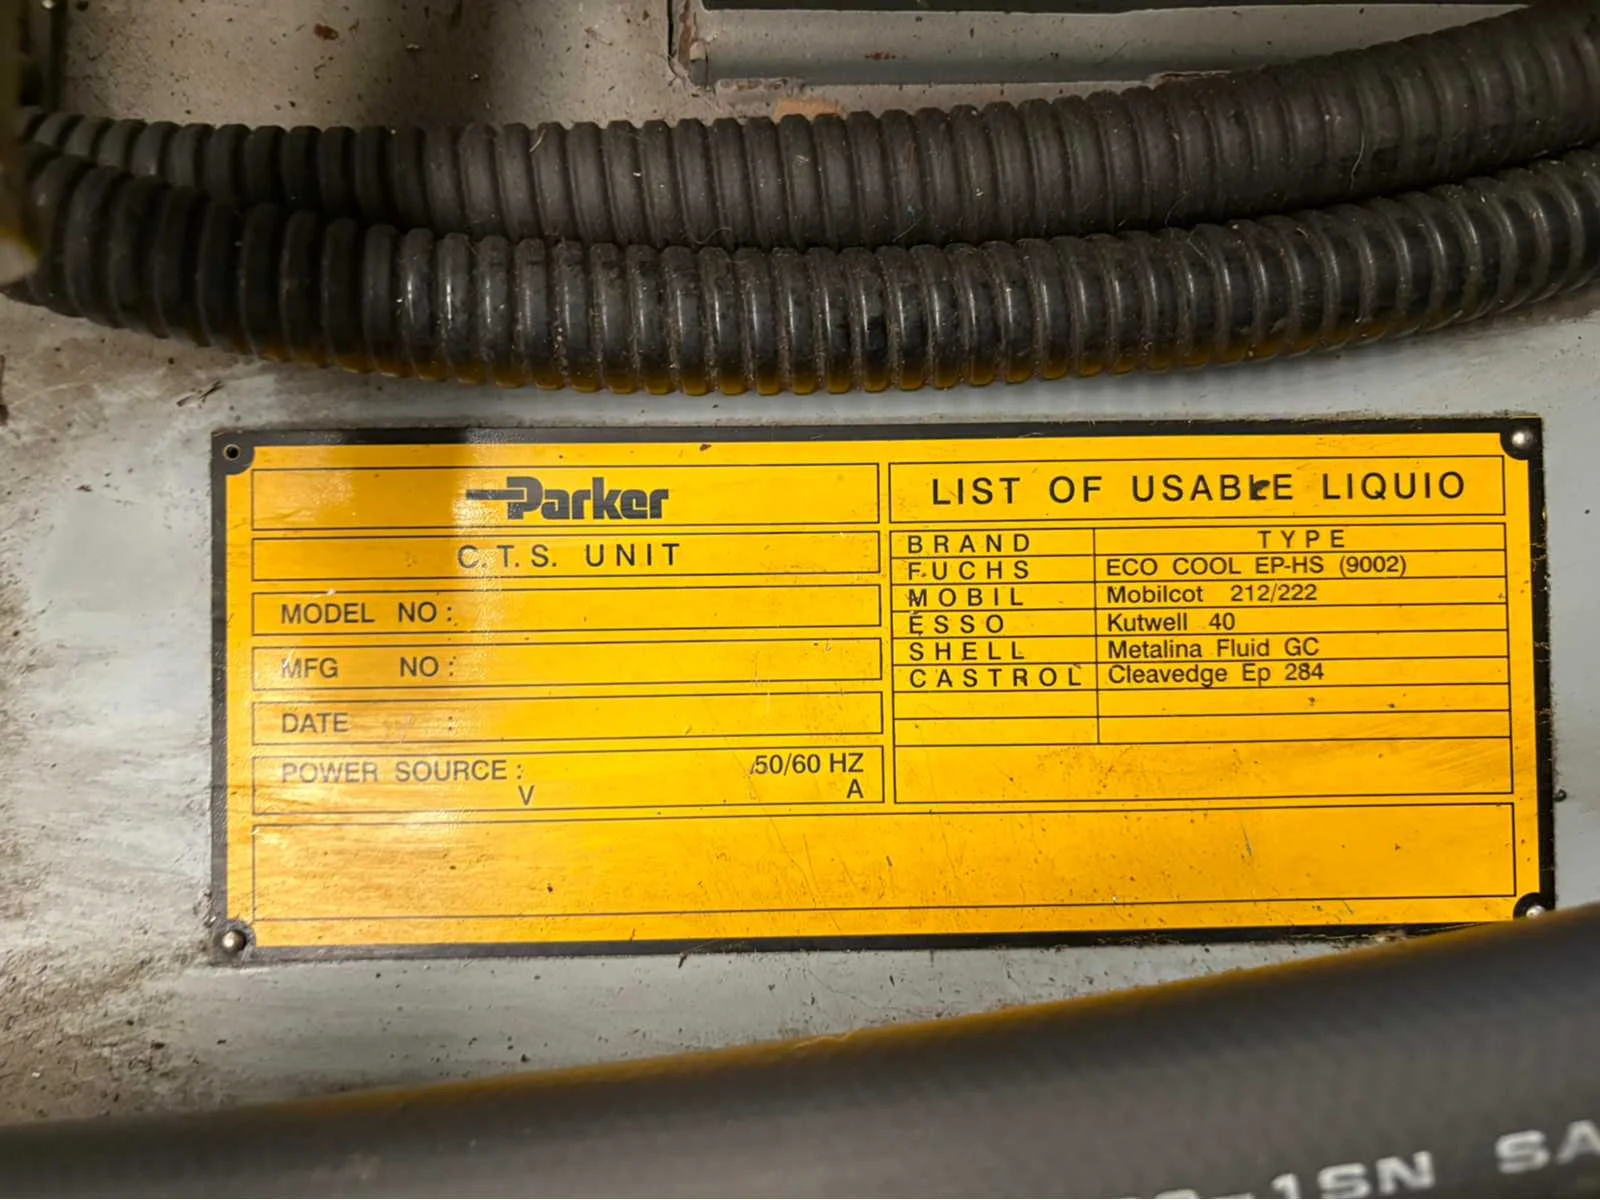 Parker
C.T.S. UNIT
MODEL NO :
MFG NO :
DATE :
POWER SOURCE : 50/60 HZ
V A
LIST OF USABLE LIQUIO
BRAND TYPE
FUCHS ECO COOL EP-HS (9002)
MOBIL Mobilcot 212/222
ESSO Kutwell 40
SHELL Metalina Fluid GC
CASTROL Cleavedge Ep 284
-1SN SA